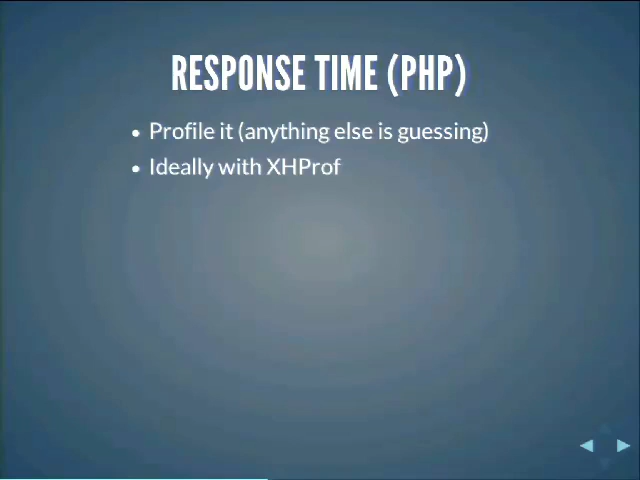 RESPONSE TIME (PHP)
• Profile it (anything else is guessing)
• Ideally with XHProf